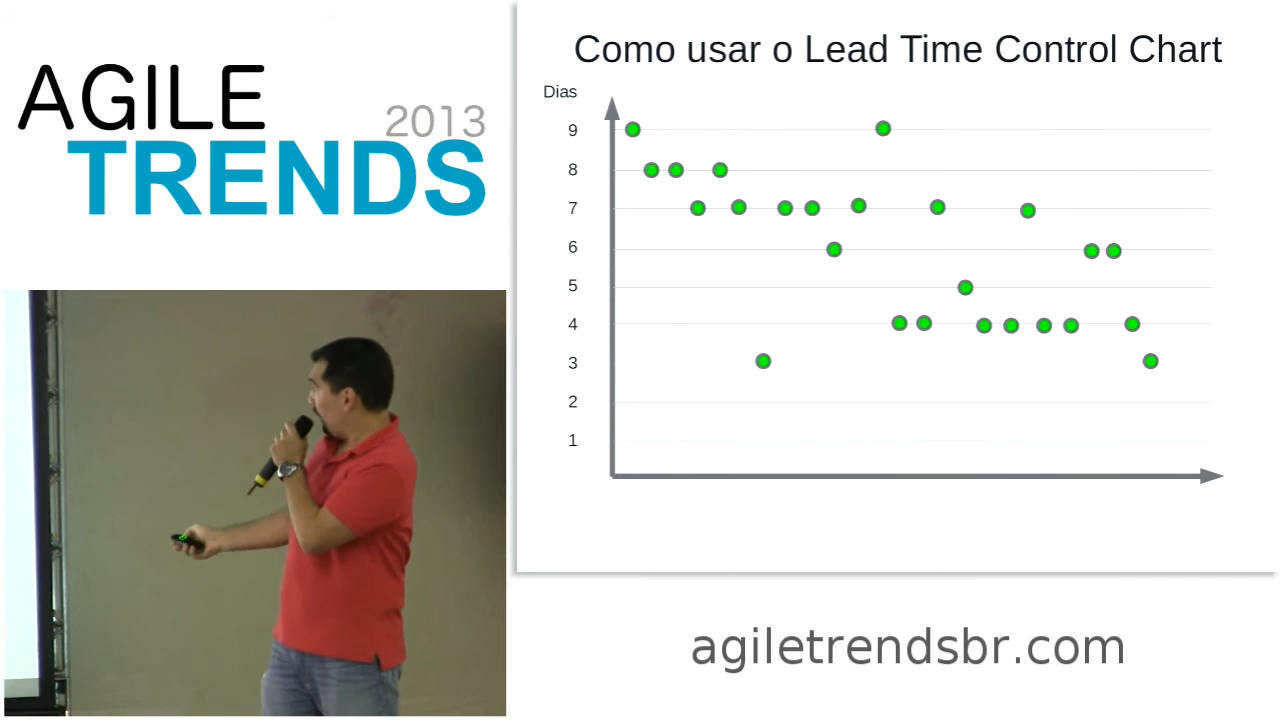 AGILE
2013
TRENDS
Como usar o Lead Time Control Chart
Dias
9
8
7
6
5
4
3
2
1
agiletrendsbr.com